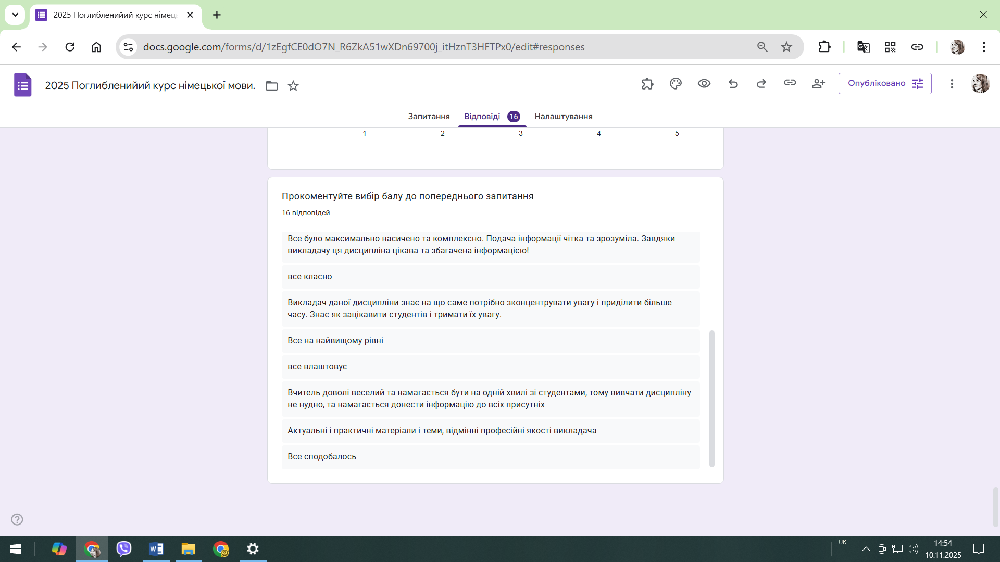 2025 Поглибленийий курс німец
docs.google.com/forms/d/1zEgfCE0dO7N_R6ZkA51wXDn69700j_itHznT3HFTPx0/edit#responses
2025 Поглибленийий курс німецької мови.
Опубліковано
Запитання
Відповіді 16
Налаштування
1 2 3 4 5
Прокоментуйте вибір балу до попереднього запитання
16 відповідей
Все було максимально насичено та комплексно. Подача інформації чітка та зрозуміла. Завдяки
викладачу ця дисципліна цікава та збагачена інформацією!
все класно
Викладач даної дисципліни знає на що саме потрібно зконцентрувати увагу і приділити більше
часу. Знає як зацікавити студентів і тримати їх увагу.
Все на найвищому рівні
все влаштовує
Вчитель доволі веселий та намагається бути на одній хвилі зі студентами, тому вивчати дисципліну
не нудно, та намагається донести інформацію до всіх присутніх
Актуальні і практичні матеріали і теми, відмінні професійні якості викладача
Все сподобалось
UK
14:54
10.11.2025